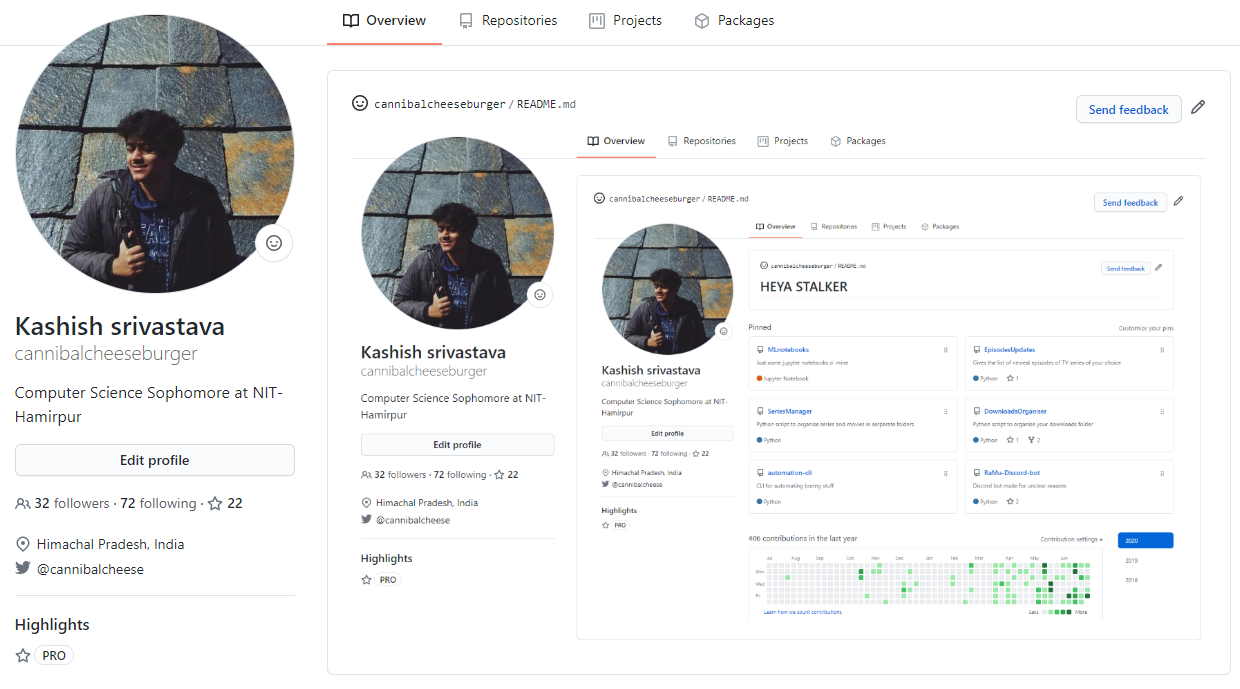 Overview Repositories Projects Packages
Kashish srivastava
cannibalcheeseburger
Computer Science Sophomore at NIT-
Hamirpur
Edit profile
32 followers · 72 following · 22
Himachal Pradesh, India
@cannibalcheese
Highlights
PRO
cannibalcheeseburger/README.md
Send feedback
Overview Repositories Projects Packages
Kashish srivastava
cannibalcheeseburger
Computer Science Sophomore at NIT-
Hamirpur
Edit profile
32 followers · 72 following · 22
Himachal Pradesh, India
@cannibalcheese
Highlights
PRO
cannibalcheeseburger/README.md
Send feedback
Overview Repositories Projects Packages
Kashish srivastava
cannibalcheeseburger
Computer Science Sophomore at NIT-
Hamirpur
Edit profile
32 followers · 72 following · 22
Himachal Pradesh, India
@cannibalcheese
Highlights
PRO
cannibalcheeseburger/README.md
Send feedback
HEYA STALKER
Pinned
Customize your pins
MLnotebooks
Just some jupyter notebooks o' mine
Jupyter Notebook
EpisodesUpdates
Gives the list of newest episodes of TV series of your choice
Python 1
SeriesManager
Python script to organise series and movies in serparate folders.
Python
DownloadsOrganiser
Python script to organise your downloads folder
Python 1 2
automation-cli
CLI for automating boring stuff
Python
RaMu-Discord-bot
Discord bot made for unclear reasons
Python 2
406 contributions in the last year
Contribution settings
2020
2019
2018
Jul Aug Sep Oct Nov Dec Jan Feb Mar Apr May Jun
Mon
Wed
Fri
Learn how we count contributions.
Less More